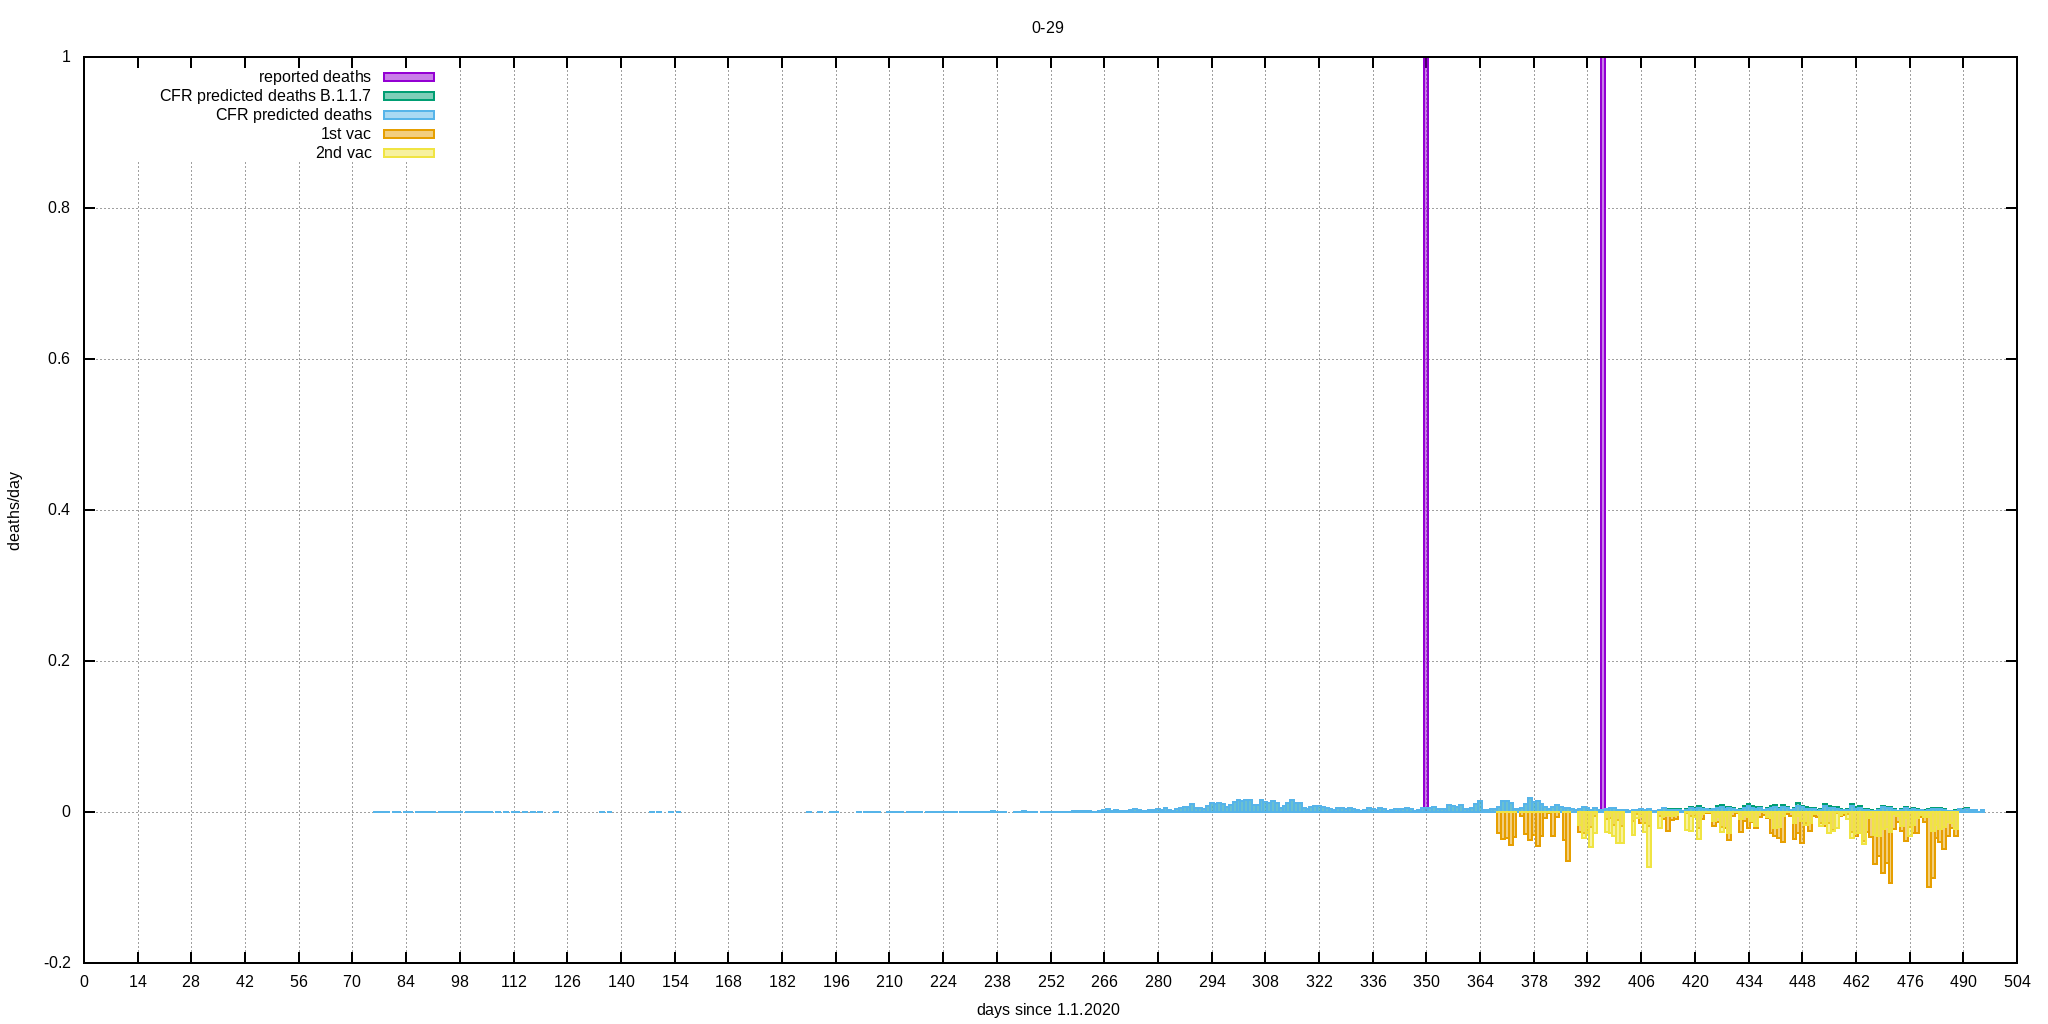 0-29
1
reported deaths
CFR predicted deaths B.1.1.7
CFR predicted deaths
1st vac
2nd vac
0.8
0.6
0.4
0.2
0
-0.2
deaths/day
0 14 28 42 56 70 84 98 112 126 140 154 168 182 196 210 224 238 252 266 280 294 308 322 336 350 364 378 392 406 420 434 448 462 476 490 504
days since 1.1.2020